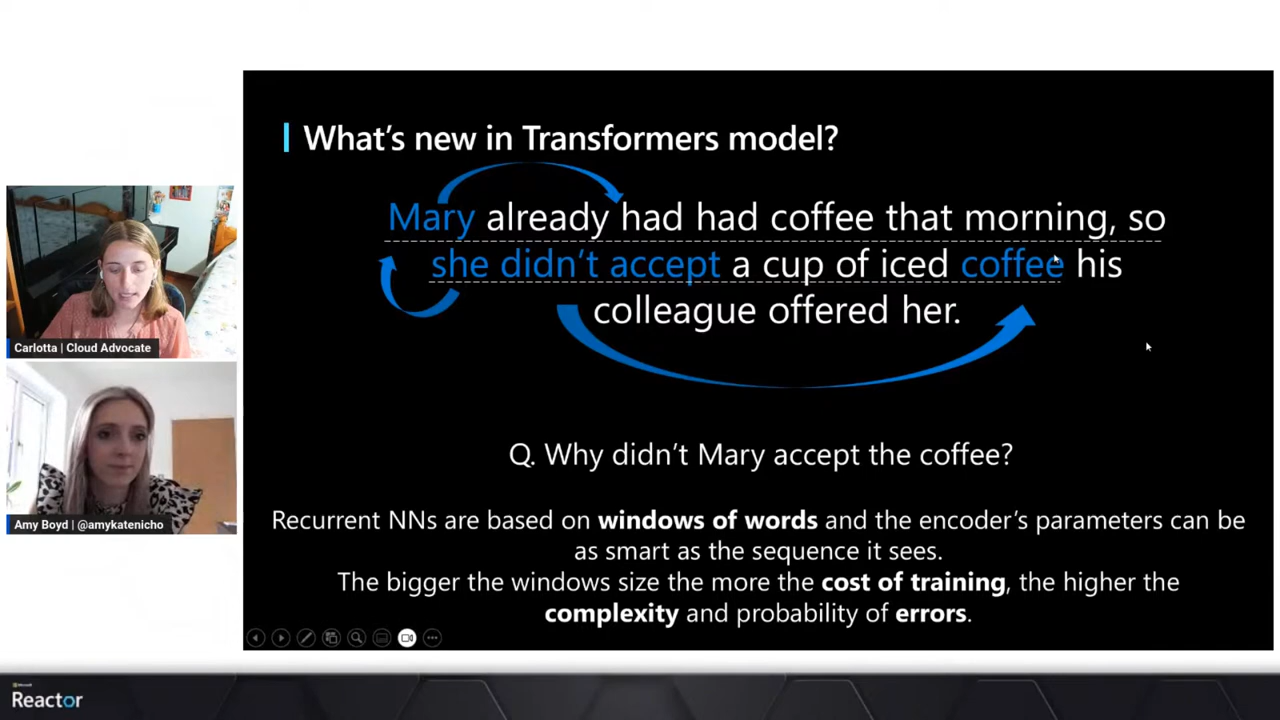 What's new in Transformers model?
Mary already had had coffee that morning, so
she didn't accept a cup of iced coffee his
colleague offered her.
Q. Why didn't Mary accept the coffee?
Recurrent NNs are based on windows of words and the encoder's parameters can be
as smart as the sequence it sees.
The bigger the windows size the more the cost of training, the higher the
complexity and probability of errors.
Carlotta | Cloud Advocate
Amy Boyd | @amykatenicho
Microsoft
Reactor